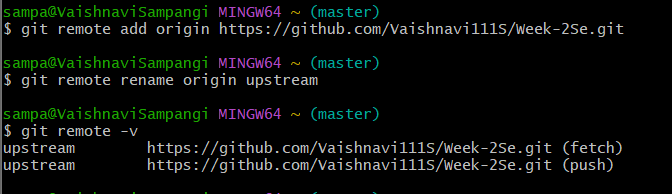 sampa@VaishnaviSampangi MINGW64 ~ (master)
$ git remote add origin https://github.com/Vaishnavi111S/Week-2Se.git
sampa@VaishnaviSampangi MINGW64 ~ (master)
$ git remote rename origin upstream
sampa@VaishnaviSampangi MINGW64 ~ (master)
$ git remote -v
upstream        https://github.com/Vaishnavi111S/Week-2Se.git (fetch)
upstream        https://github.com/Vaishnavi111S/Week-2Se.git (push)